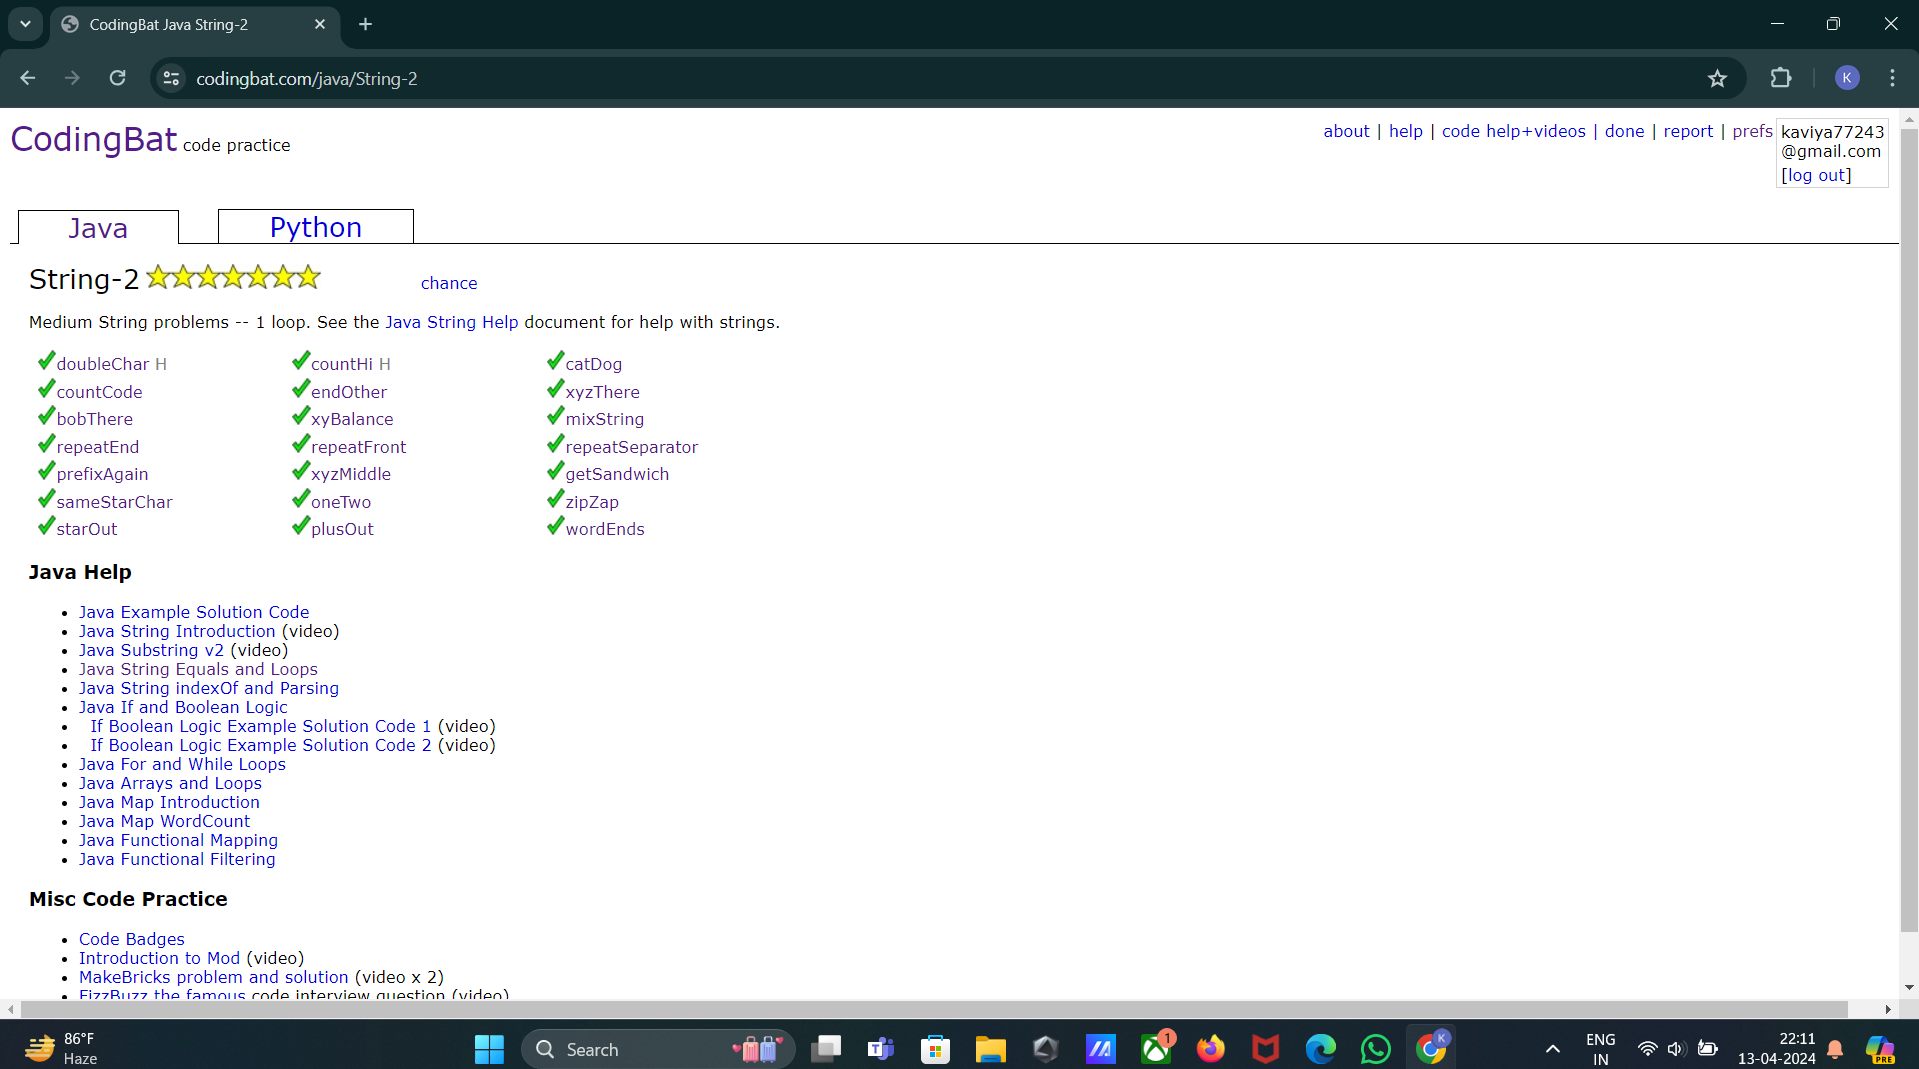 CodingBat Java String-2
codingbat.com/java/String-2
K
CodingBat code practice
about | help | code help+videos | done | report | prefs
kaviya77243
@gmail.com
[log out]
Java
Python
String-2
chance
Medium String problems -- 1 loop. See the Java String Help document for help with strings.
doubleChar H
countHi H
catDog
countCode
endOther
xyzThere
bobThere
xyBalance
mixString
repeatEnd
repeatFront
repeatSeparator
prefixAgain
xyzMiddle
getSandwich
sameStarChar
oneTwo
zipZap
starOut
plusOut
wordEnds
Java Help
Java Example Solution Code
Java String Introduction (video)
Java Substring v2 (video)
Java String Equals and Loops
Java String indexOf and Parsing
Java If and Boolean Logic
If Boolean Logic Example Solution Code 1 (video)
If Boolean Logic Example Solution Code 2 (video)
Java For and While Loops
Java Arrays and Loops
Java Map Introduction
Java Map WordCount
Java Functional Mapping
Java Functional Filtering
Misc Code Practice
Code Badges
Introduction to Mod (video)
MakeBricks problem and solution (video x 2)
FizzBuzz the famous code interview question (video)
86°F
Haze
Search
1
K
ENG
IN
22:11
13-04-2024
PRE